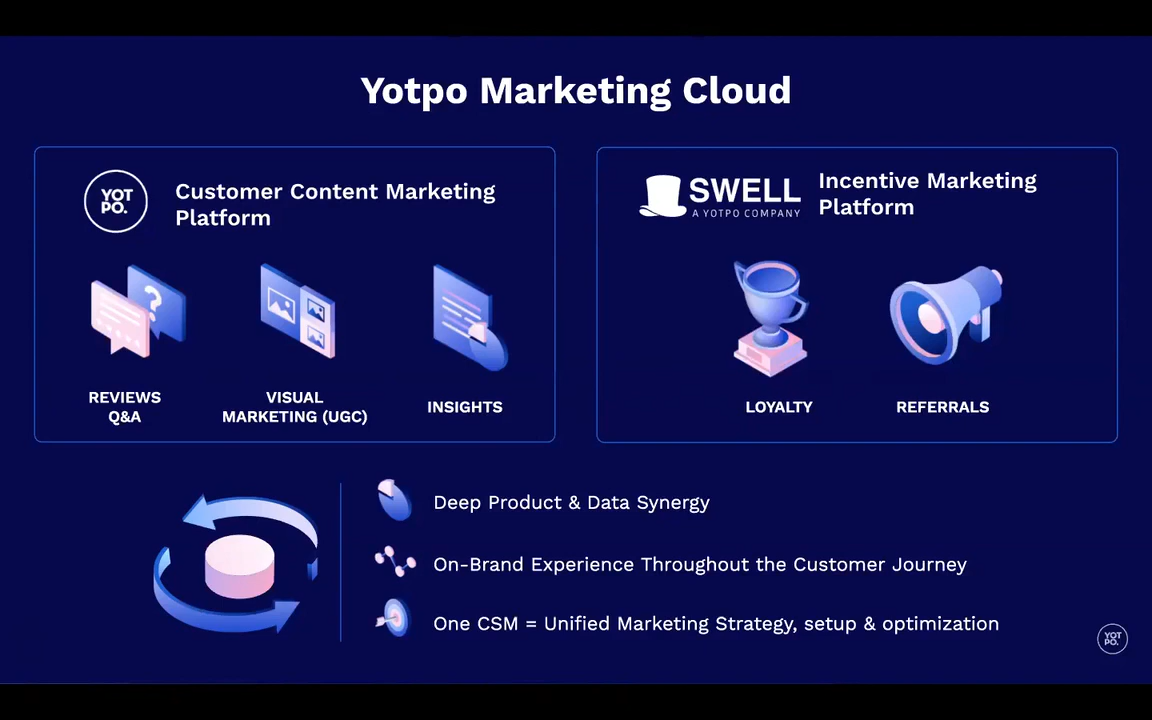 Yotpo Marketing Cloud
YOT
PO.
Customer Content Marketing
Platform
REVIEWS
Q&A
VISUAL
MARKETING (UGC)
INSIGHTS
SWELL
A YOTPO COMPANY
Incentive Marketing
Platform
LOYALTY
REFERRALS
Deep Product & Data Synergy
On-Brand Experience Throughout the Customer Journey
One CSM = Unified Marketing Strategy, setup & optimization
YOT
PO.